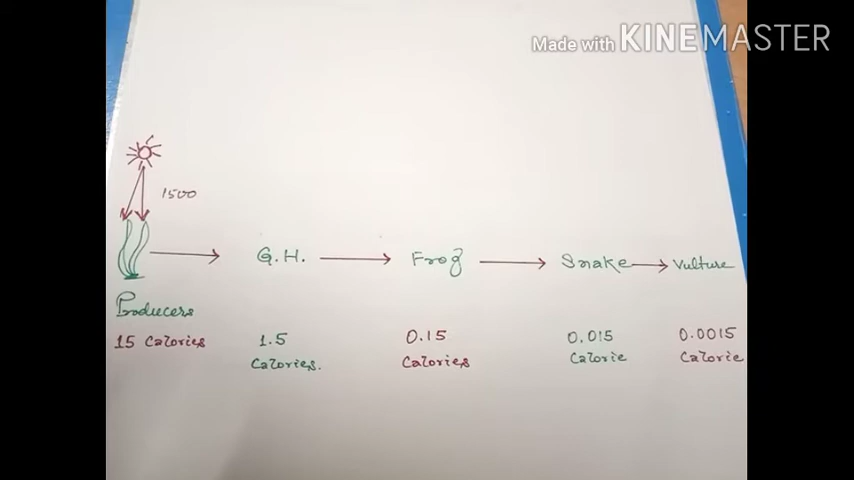 Made with KINEMASTER
1500
G.H.
Frog
Snake
Vulture
Producers
15 Calories
1.5
Calories.
0.15
Calories
0.015
Calorie
0.0015
Calorie